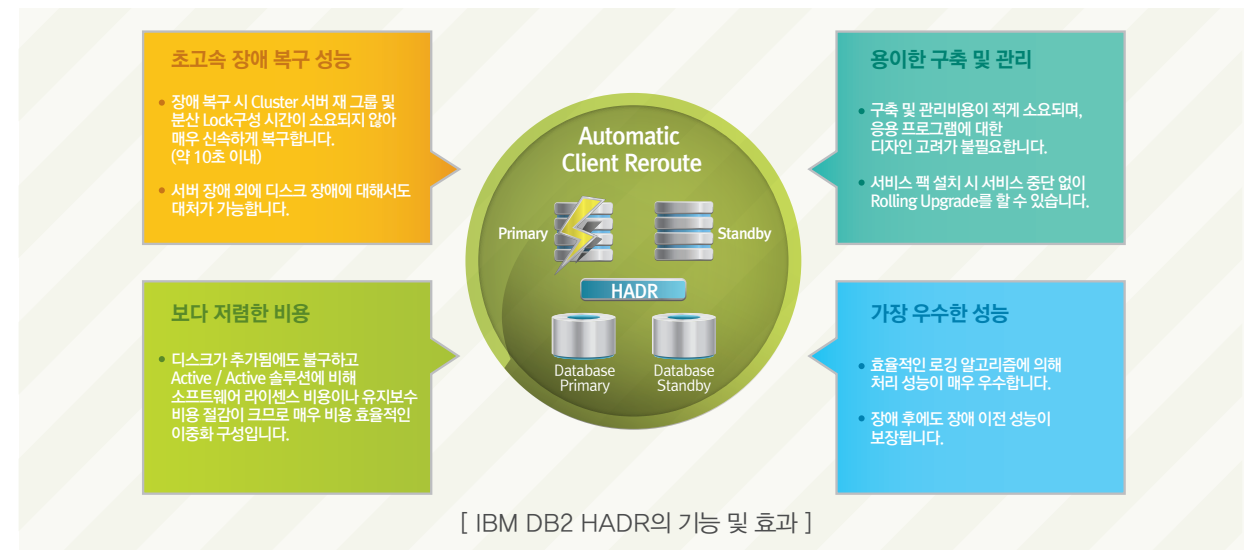 초고속 장애 복구 성능
• 장애 복구 시 Cluster 서버 재 그룹 및
분산 Lock구성 시간이 소요되지 않아
매우 신속하게 복구합니다.
(약 10초 이내)
• 서버 장애 외에 디스크 장애에 대해서도
대처가 가능합니다.
용이한 구축 및 관리
• 구축 및 관리비용이 적게 소요되며,
응용 프로그램에 대한
디자인 고려가 불필요합니다.
• 서비스 팩 설치 시 서비스 중단 없이
Rolling Upgrade를 할 수 있습니다.
Automatic
Client Reroute
Primary
Standby
HADR
Database
Primary
Database
Standby
보다 저렴한 비용
• 디스크가 추가됨에도 불구하고
Active / Active 솔루션에 비해
소프트웨어 라이센스 비용이나 유지보수
비용 절감이 크므로 매우 비용 효율적인
이중화 구성입니다.
가장 우수한 성능
• 효율적인 로깅 알고리즘에 의해
처리 성능이 매우 우수합니다.
• 장애 후에도 장애 이전 성능이
보장됩니다.
[ IBM DB2 HADR의 기능 및 효과 ]